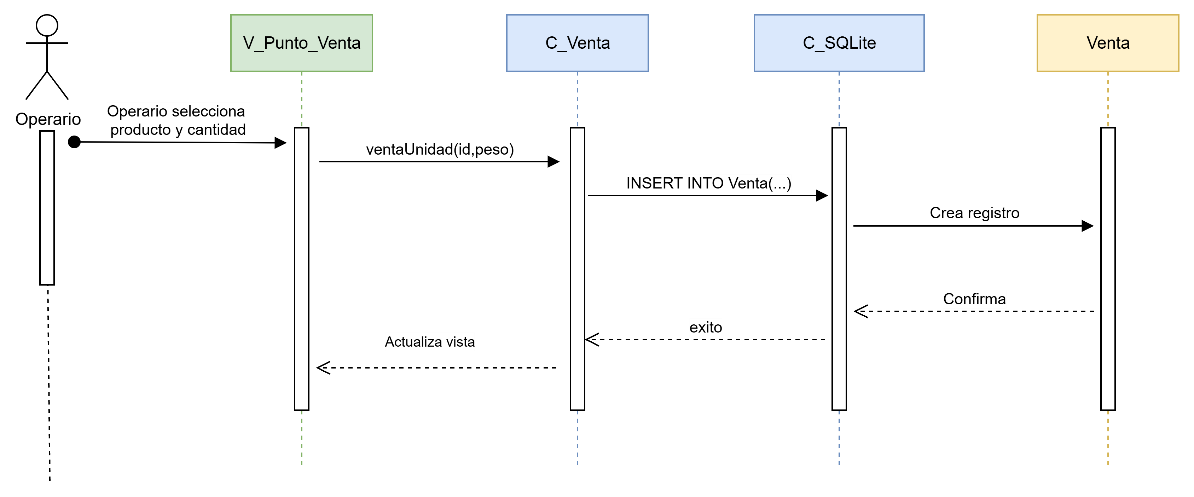 V_Punto_Venta
C_Venta
C_SQLite
Venta
Operario
Operario selecciona
producto y cantidad
ventaUnidad(id,peso)
INSERT INTO Venta(...)
Crea registro
Confirma
exito
Actualiza vista